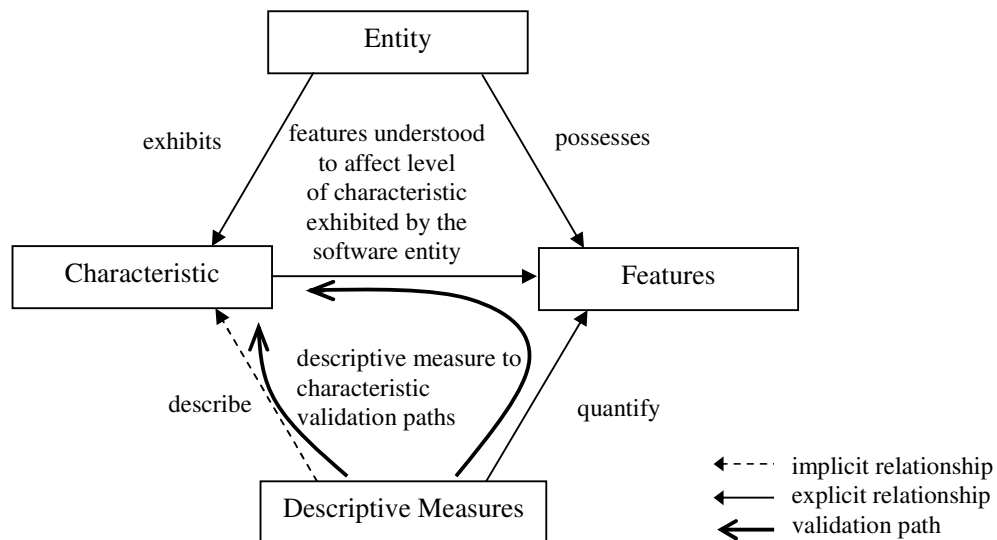 Entity
exhibits
features understood
to affect level
of characteristic
exhibited by the
software entity
possesses
Characteristic
Features
descriptive measure to
characteristic
validation paths
describe
quantify
Descriptive Measures
implicit relationship
explicit relationship
validation path